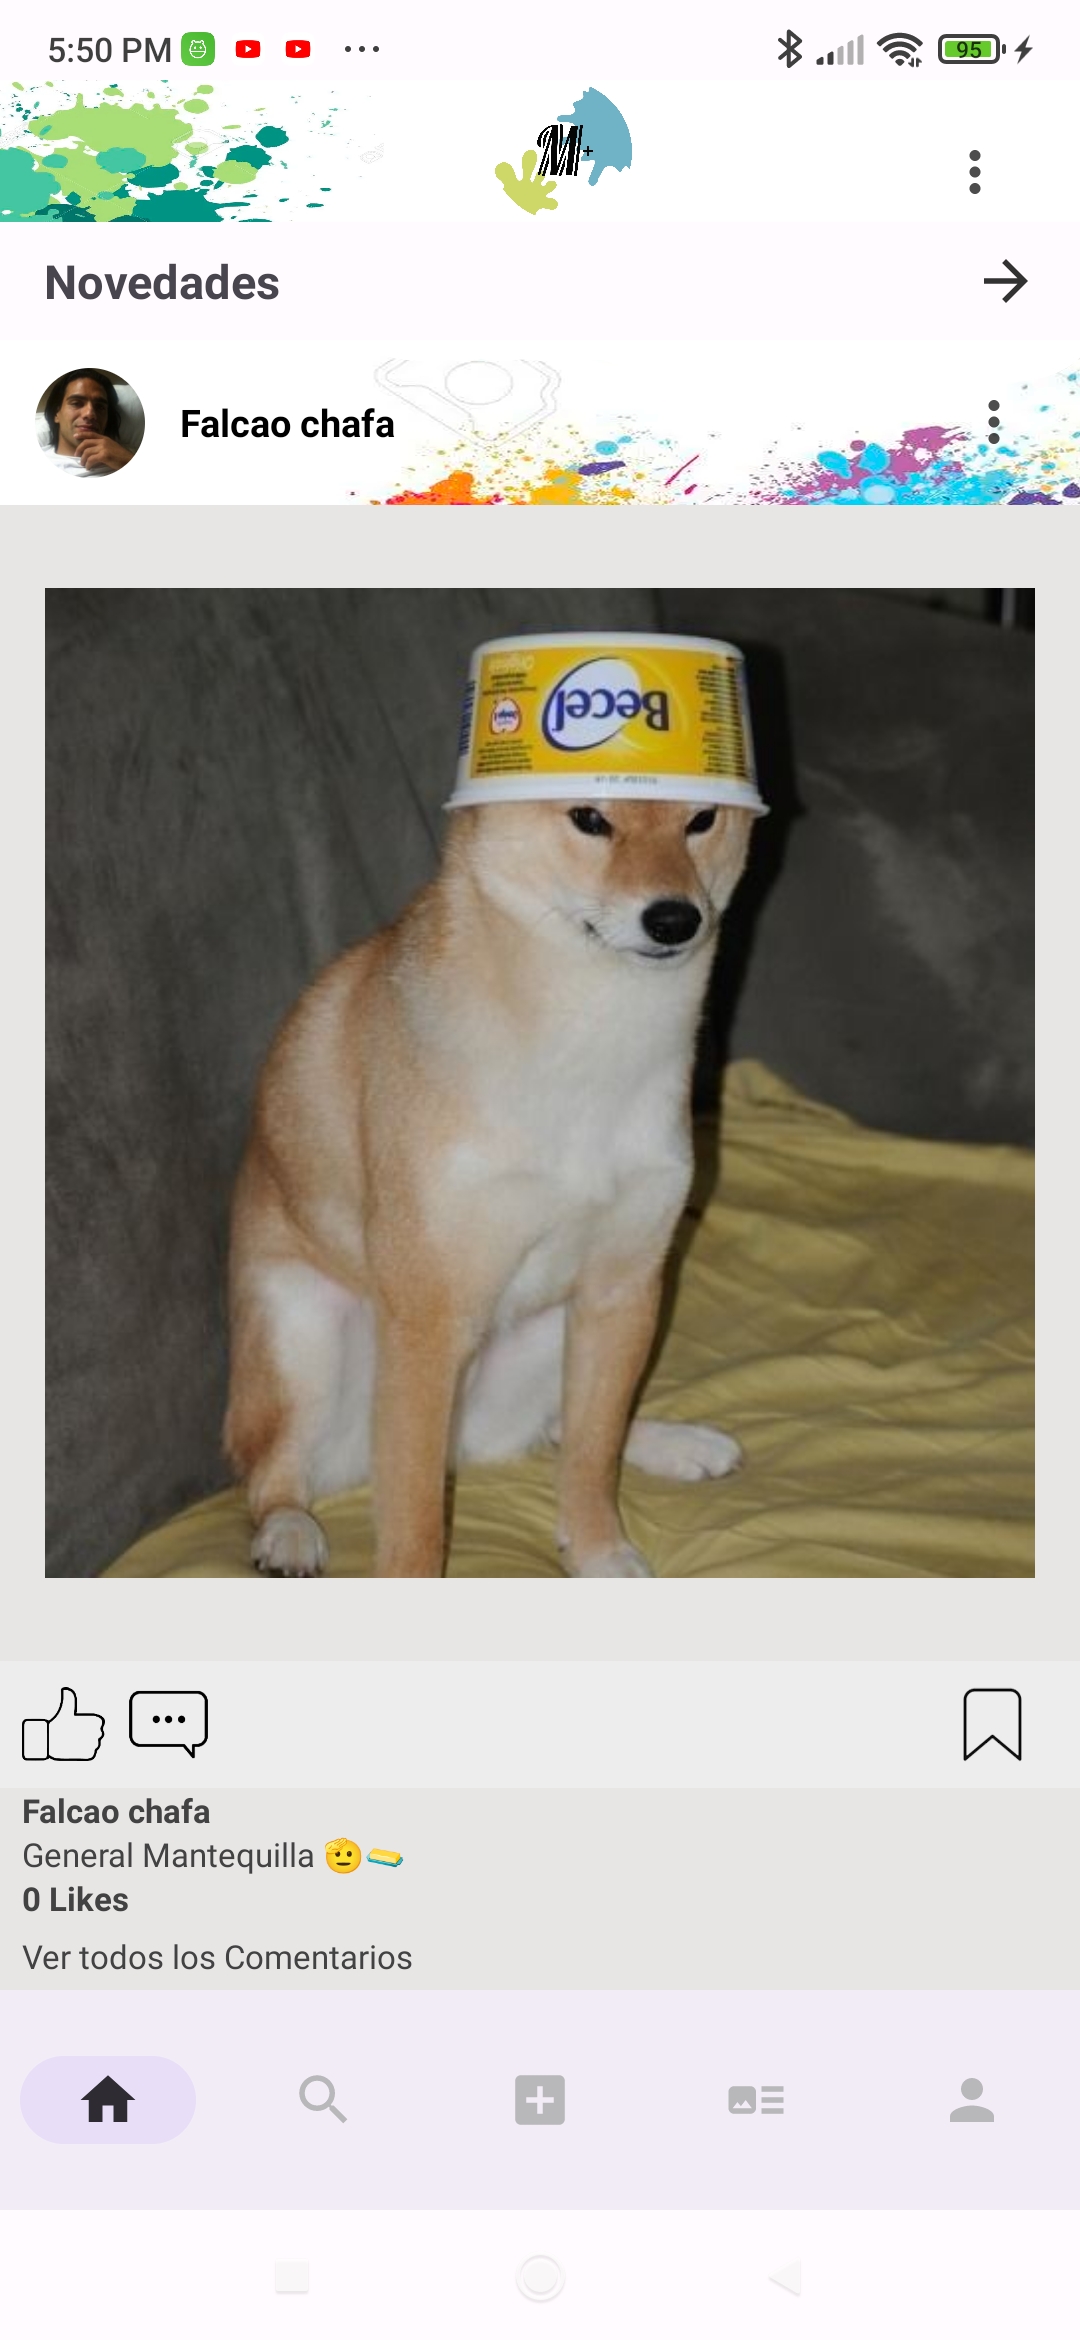 5:50 PM
95
M+
Novedades
Falcao chafa
Becel
Falcao chafa
General Mantequilla 🫡🧈
0 Likes
Ver todos los Comentarios